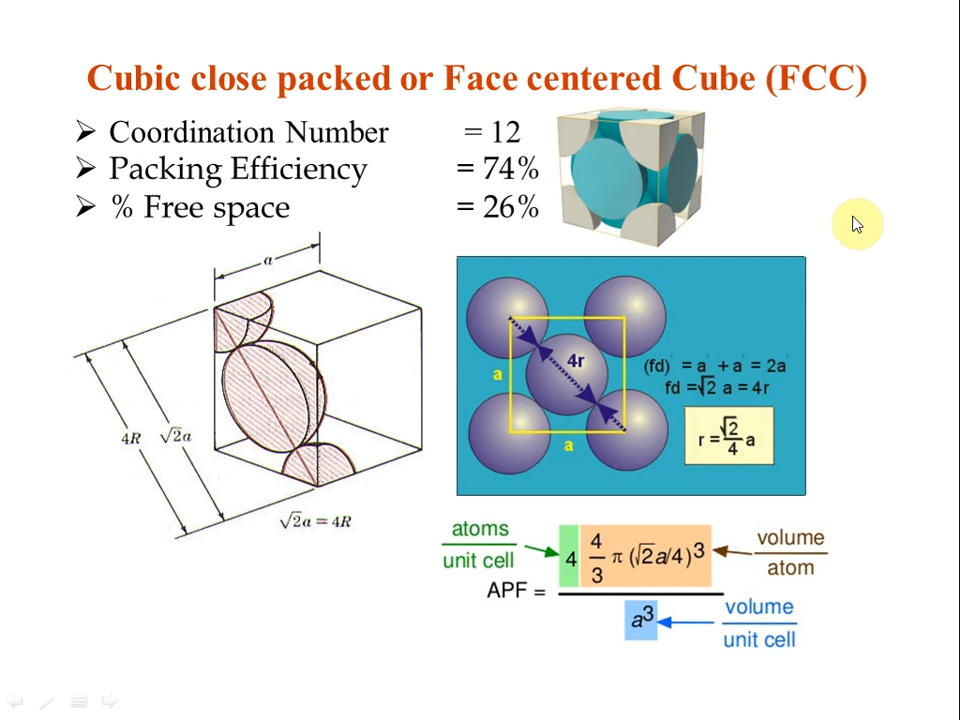 Cubic close packed or Face centered Cube (FCC)
➢ Coordination Number = 12
➢ Packing Efficiency = 74%
➢ % Free space = 26%
a
4R
√2a
√2a = 4R
4r
a
a
(fd)' = a' + a' = 2a'
fd = √2 a = 4r
r = √2/4 a
atoms
unit cell
APF =
4 4/3 π (√2a/4)3
a3
volume
atom
volume
unit cell